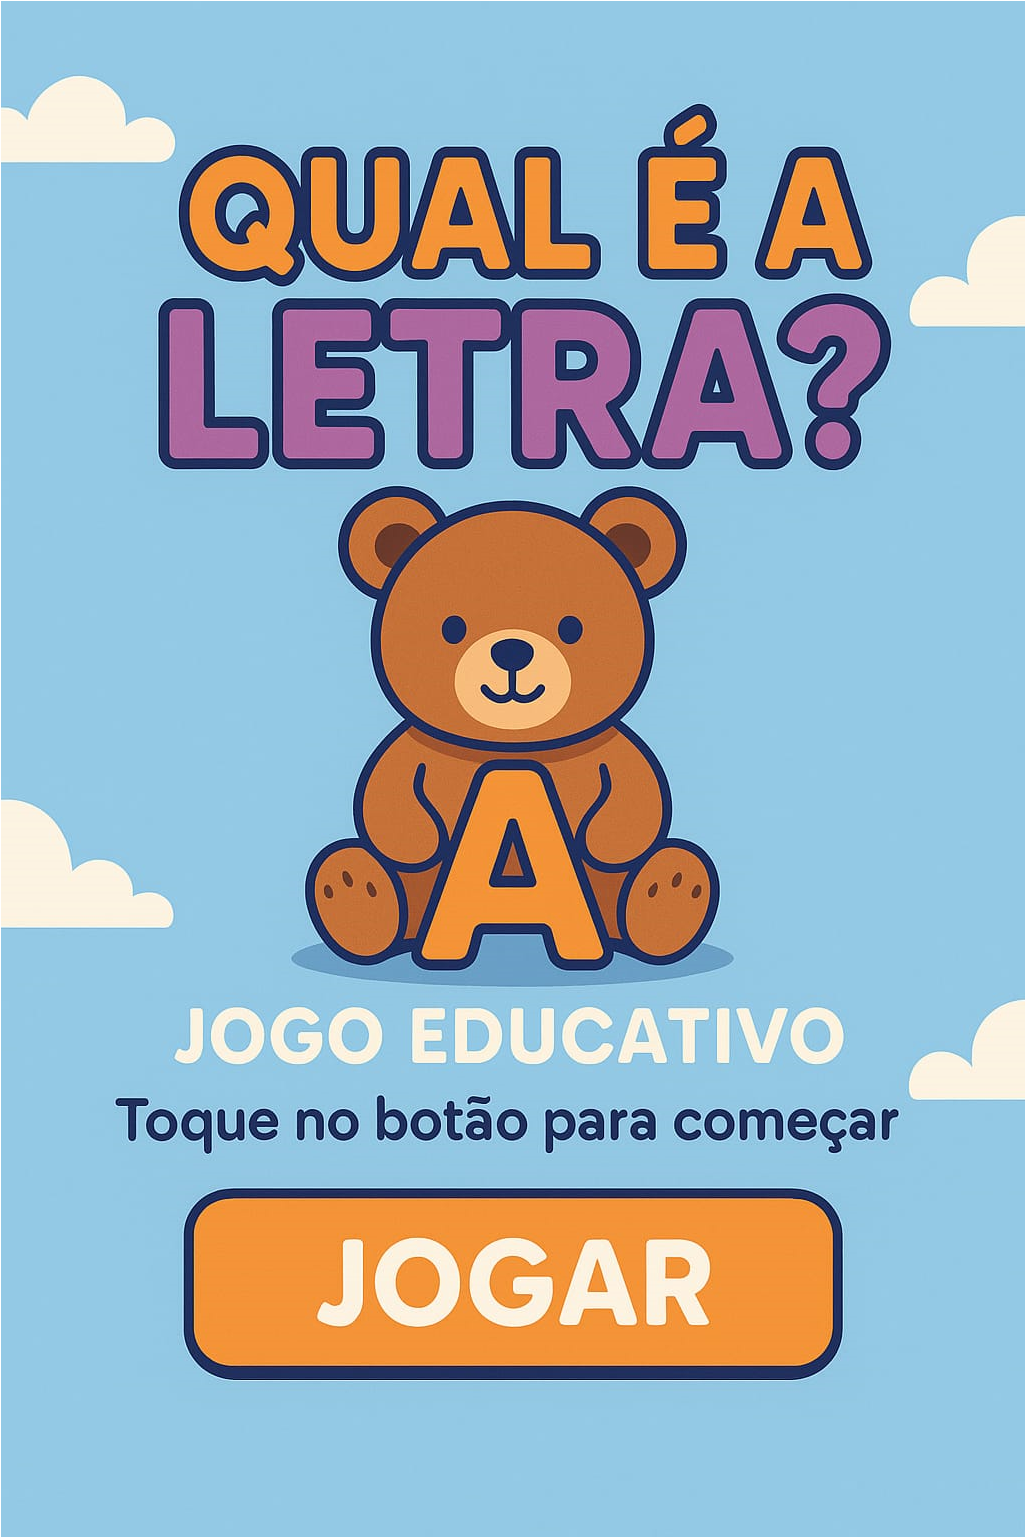 QUAL É A
LETRA?
A
JOGO EDUCATIVO
Toque no botão para começar
JOGAR